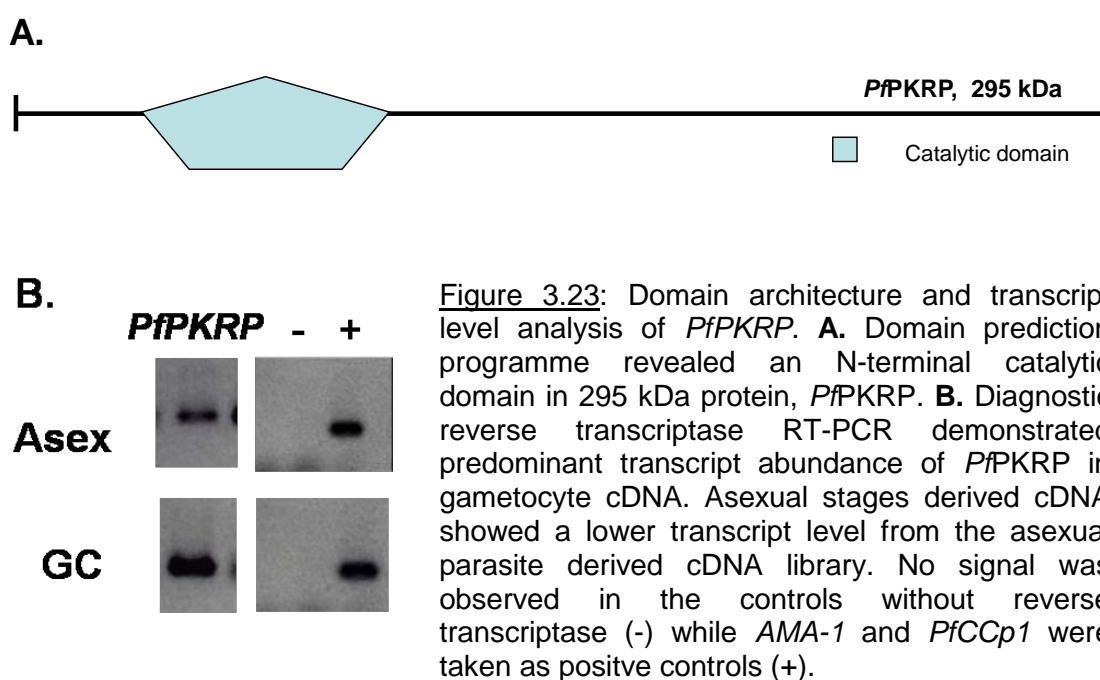 A.
PfPKRP, 295 kDa
Catalytic domain
B.
PfPKRP - +
Asex
GC
Figure 3.23: Domain architecture and transcrip
level analysis of PfPKRP. A. Domain prediction
programme revealed an N-terminal catalytic
domain in 295 kDa protein, PfPKRP. B. Diagnostic
reverse transcriptase RT-PCR demonstrated
predominant transcript abundance of PfPKRP in
gametocyte cDNA. Asexual stages derived cDNA
showed a lower transcript level from the asexua
parasite derived cDNA library. No signal was
observed in the controls without reverse
transcriptase (-) while AMA-1 and PfCCp1 were
taken as positve controls (+).